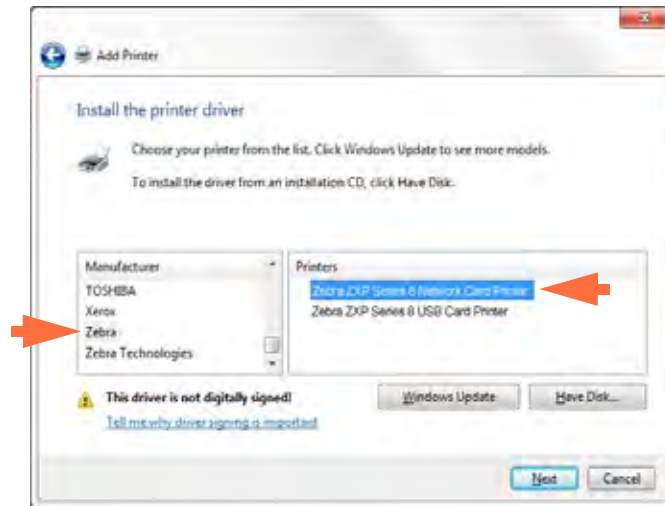 Add Printer
Install the printer driver
Choose your printer from the list. Click Windows Update to see more models.
To install the driver from an installation CD, click Have Disk.
Manufacturer
TOSHIBA
Xerox
Zebra
Zebra Technologies
Printers
Zebra ZXP Series 8 Network Card Printer
Zebra ZXP Series 8 USB Card Printer
This driver is not digitally signed!
Tell me why driver signing is important
Windows Update
Have Disk...
Next
Cancel